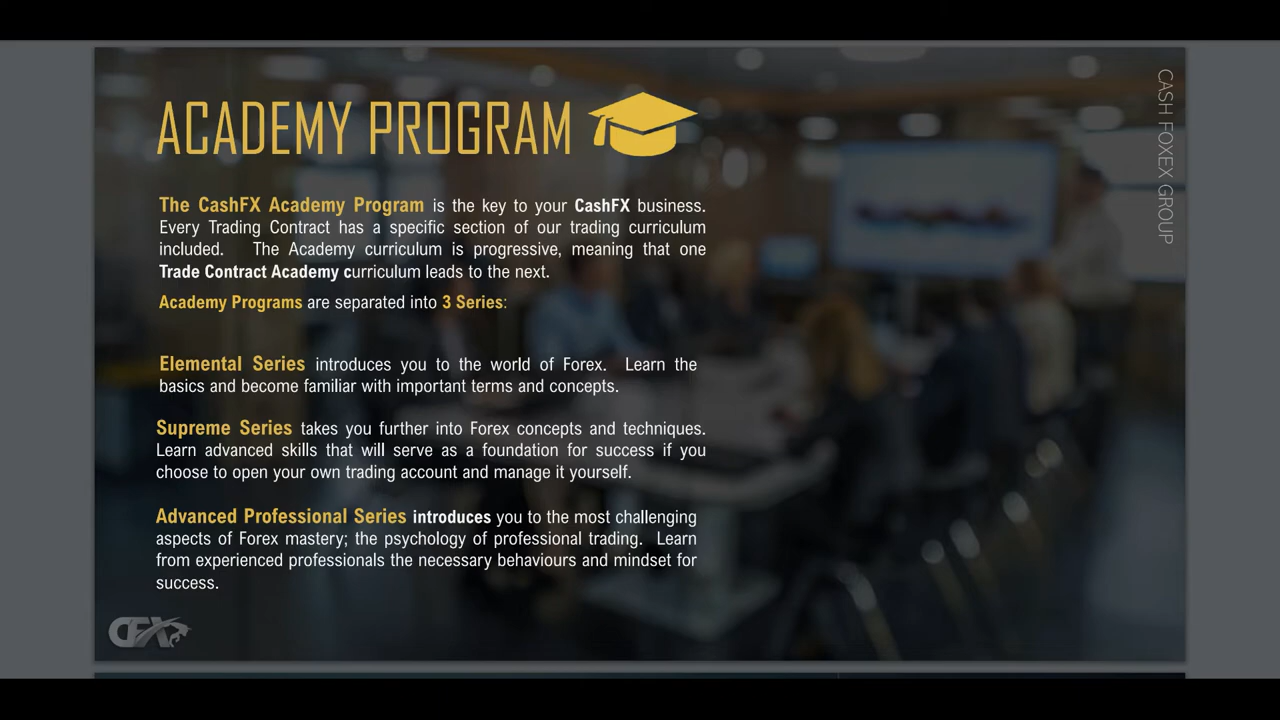 ACADEMY PROGRAM
CASH FOXEX GROUP
The CashFX Academy Program is the key to your CashFX business.
Every Trading Contract has a specific section of our trading curriculum
included. The Academy curriculum is progressive, meaning that one
Trade Contract Academy curriculum leads to the next.
Academy Programs are separated into 3 Series:
Elemental Series introduces you to the world of Forex. Learn the
basics and become familiar with important terms and concepts.
Supreme Series takes you further into Forex concepts and techniques.
Learn advanced skills that will serve as a foundation for success if you
choose to open your own trading account and manage it yourself.
Advanced Professional Series introduces you to the most challenging
aspects of Forex mastery; the psychology of professional trading. Learn
from experienced professionals the necessary behaviours and mindset for
success.
CFX